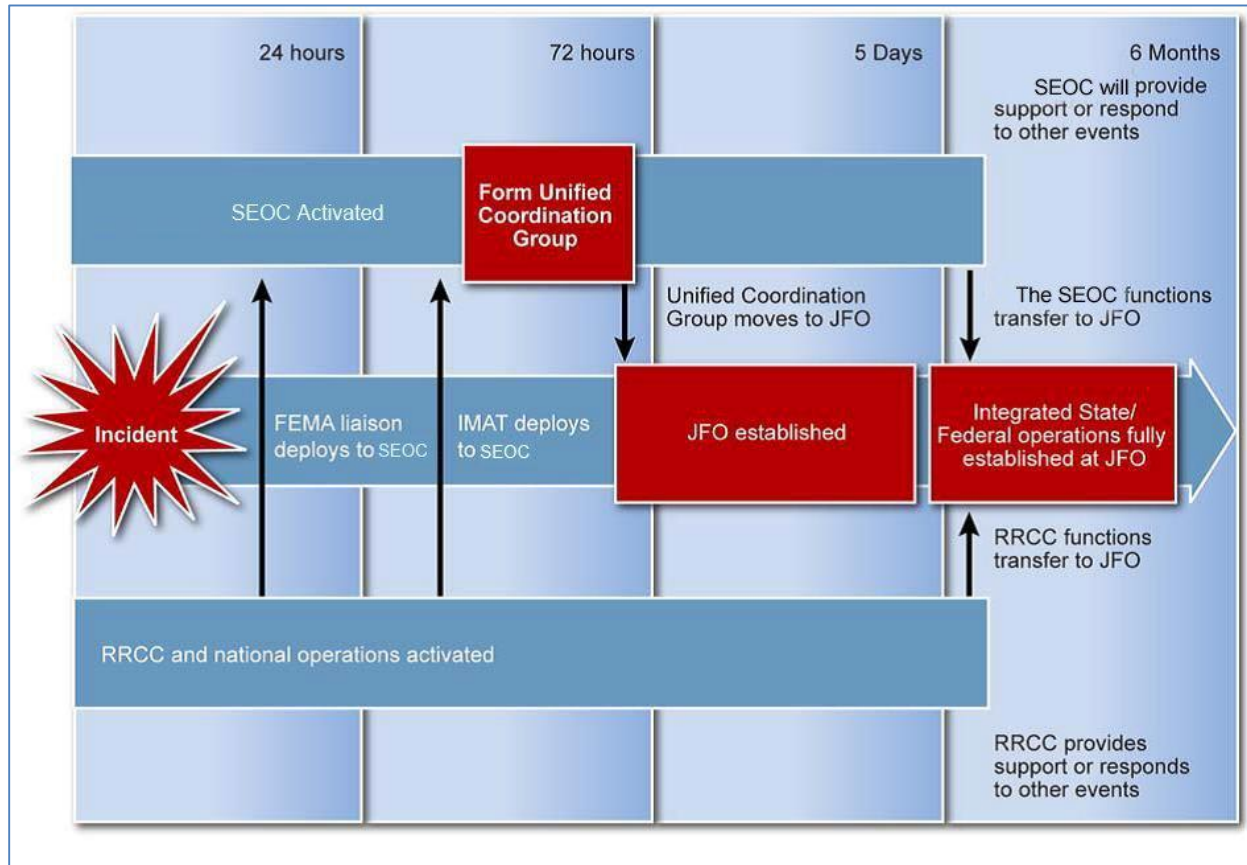 24 hours
72 hours
5 Days
6 Months
SEOC will provide
support or respond
to other events
SEOC Activated
Form Unified
Coordination
Group
Unified Coordination
Group moves to JFO
The SEOC functions
transfer to JFO
Incident
FEMA liaison
deploys to SEOC
IMAT deploys
to SEOC
JFO established
Integrated State/
Federal operations fully
established at JFO
RRCC functions
transfer to JFO
RRCC and national operations activated
RRCC provides
support or responds
to other events